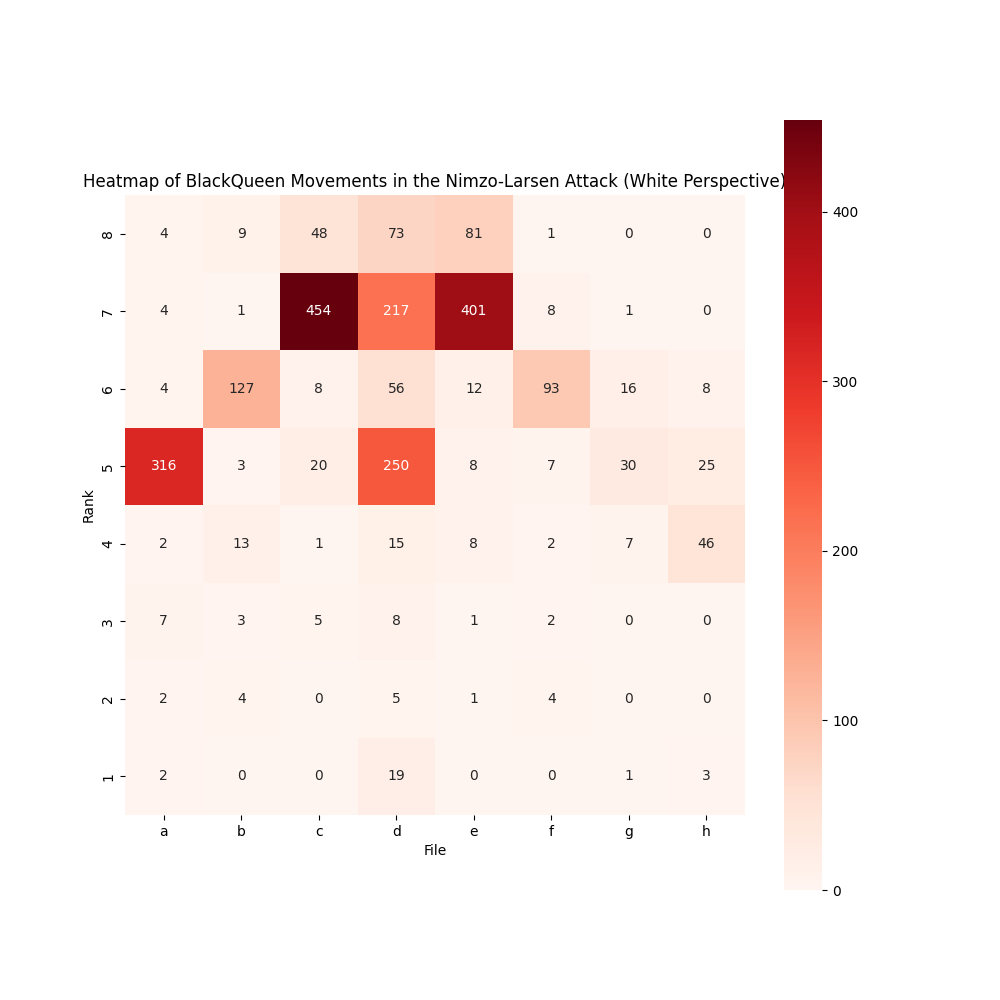 Heatmap of BlackQueen Movements in the Nimzo-Larsen Attack (White Perspective)
8 4 9 48 73 81 1 0 0
7 4 1 454 217 401 8 1 0
6 4 127 8 56 12 93 16 8
5 316 3 20 250 8 7 30 25
4 2 13 1 15 8 2 7 46
3 7 3 5 8 1 2 0 0
2 2 4 0 5 1 4 0 0
1 2 0 0 19 0 0 1 3
a b c d e f g h
File
Rank
400
300
200
100
0